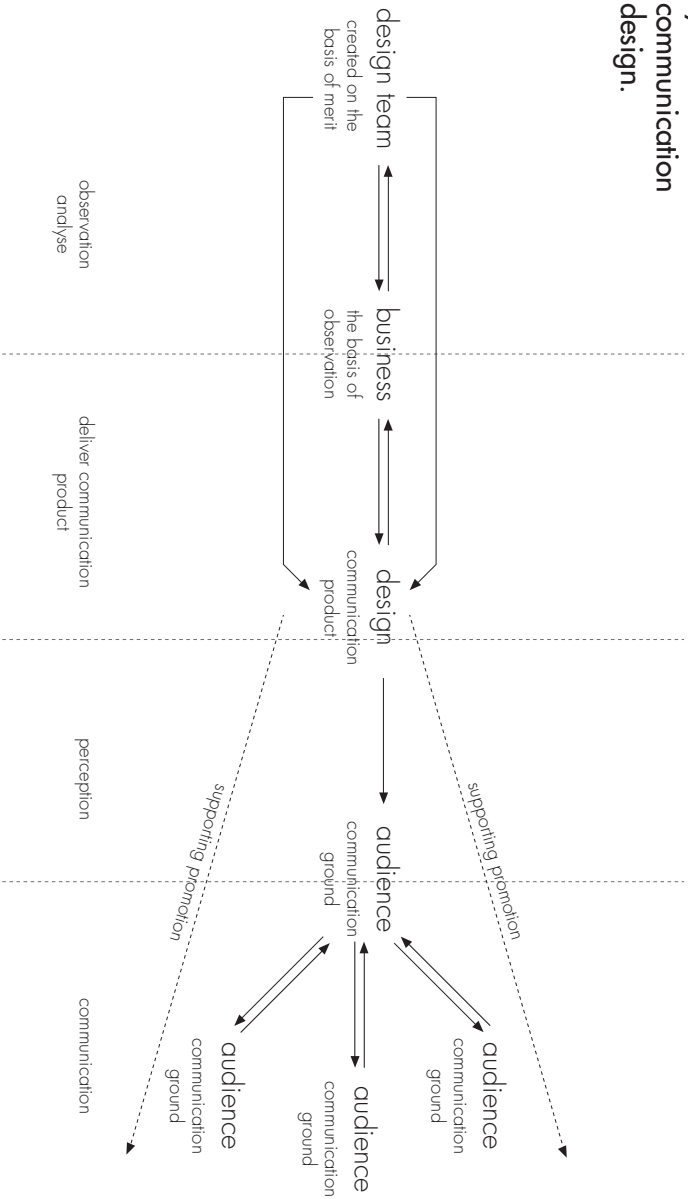 communication
design.
design team
created on the
basis of merit
business
the basis of
observation
design
communication
product
audience
communication
ground
supporting promotion
supporting promotion
audience
communication
ground
audience
communication
ground
audience
communication
ground
observation
analyse
deliver communication
product
perception
communication